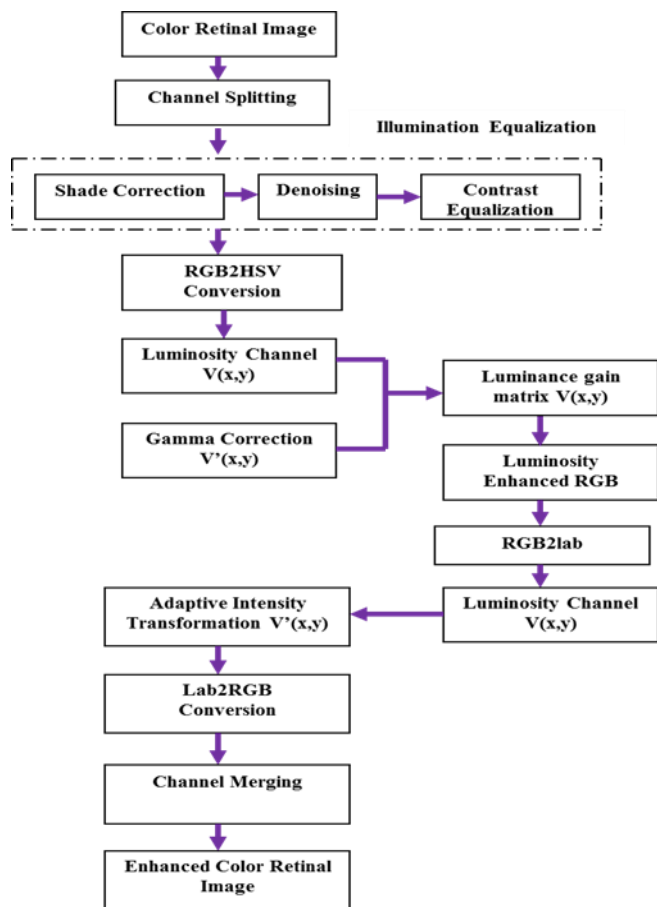 Color Retinal Image
Channel Splitting
Illumination Equalization
Shade Correction
Denoising
Contrast
Equalization
RGB2HSV
Conversion
Luminosity Channel
V(x,y)
Gamma Correction
V’(x,y)
Luminance gain
matrix V(x,y)
Luminosity
Enhanced RGB
RGB2lab
Luminosity Channel
V(x,y)
Adaptive Intensity
Transformation V’(x,y)
Lab2RGB
Conversion
Channel Merging
Enhanced Color Retinal
Image